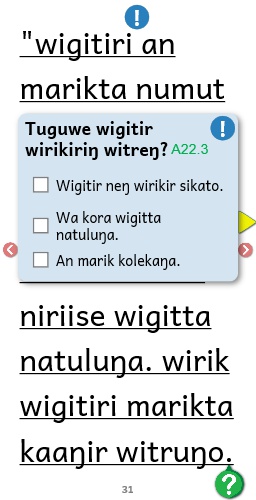 "wigitiri an
marikta numut
Tuguwe wigitir
wirikiriŋ witreŋ? A22.3
Wigitir neŋ wirikir sikato.
Wa kora wigitta
natuluŋa.
An marik kolekaŋa.
niriise wigitta
natuluŋa. wirik
wigitiri marikta
kaaŋir witruŋo.
31